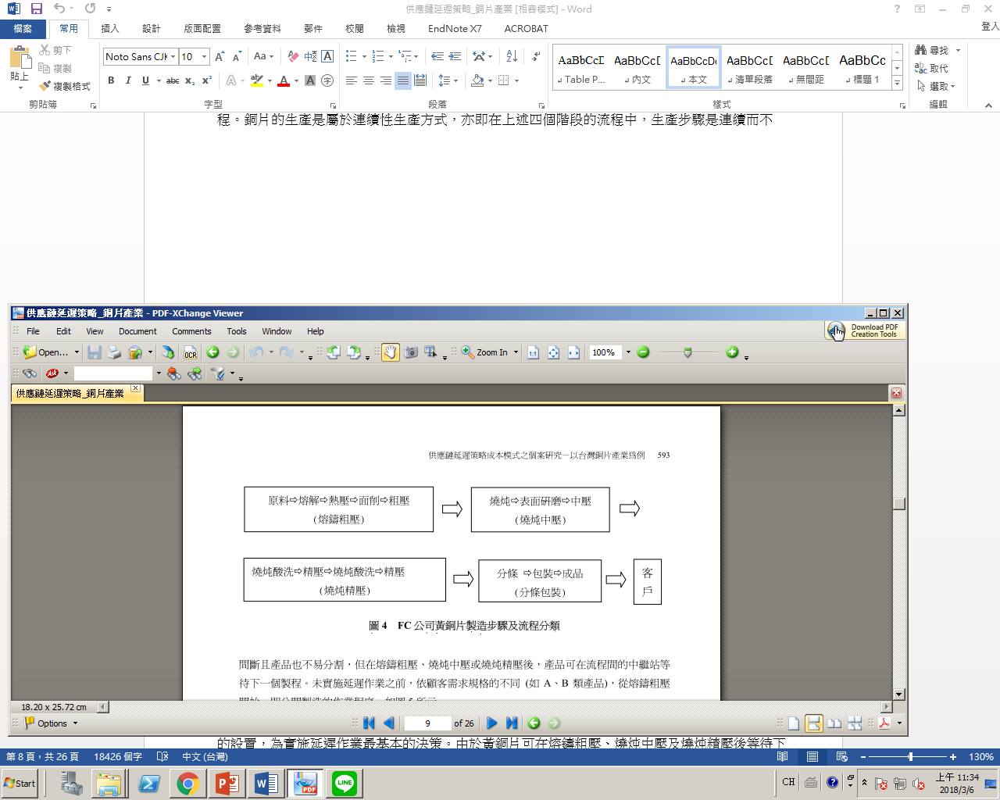 供應鏈延遲策略_銅片產業 [相容模式] - Word
檔案 常用 插入 設計 版面配置 參考資料 郵件 校閱 檢視 EndNote X7 ACROBAT 登入
貼上 剪下 複製 複製格式
Noto Sans CJK 10
AaBbCcD AaBbCcD AaBbCcDc AaBbCcD AaBbCcD AaBbCc
Table P... 內文 本文 清單段落 無間距 標題 1
尋找 取代 選取
剪貼簿 字型 段落 樣式 編輯
程。銅片的生產是屬於連續性生產方式，亦即在上述四個階段的流程中，生產步驟是連續而不
供應鏈延遲策略_銅片產業 - PDF-XChange Viewer
File Edit View Document Comments Tools Window Help
Download PDF
Creation Tools
Open... OCR Zoom In 1:1 100%
Ask
供應鏈延遲策略_銅片產業
供應鏈延遲策略成本模式之個案研究－以台灣銅片產業為例 593
原料⇨熔解⇨熱壓⇨面削⇨粗壓
(熔鑄粗壓)
燒炖⇨表面研磨⇨中壓
(燒炖中壓)
燒炖酸洗⇨精壓⇨燒炖酸洗⇨精壓
(燒炖精壓)
分條 ⇨包裝⇨成品
(分條包裝)
客
戶
圖 4 FC 公司黃銅片製造步驟及流程分類
間斷且產品也不易分割，但在熔鑄粗壓、燒炖中壓或燒炖精壓後，產品可在流程間的中繼站等
待下一個製程。未實施延遲作業之前，依顧客需求規格的不同 (如 A、B 類產品)，從熔鑄粗壓
18.20 x 25.72 cm
Options 9 of 26
的設置，為實施延遲作業最基本的決策。由於黃銅片可在熔鑄粗壓、燒炖中壓及燒炖精壓後等待下
第 8 頁，共 26 頁 18426 個字 中文 (台灣) 130%
Start LINE CH 上午 11:34
2018/3/6